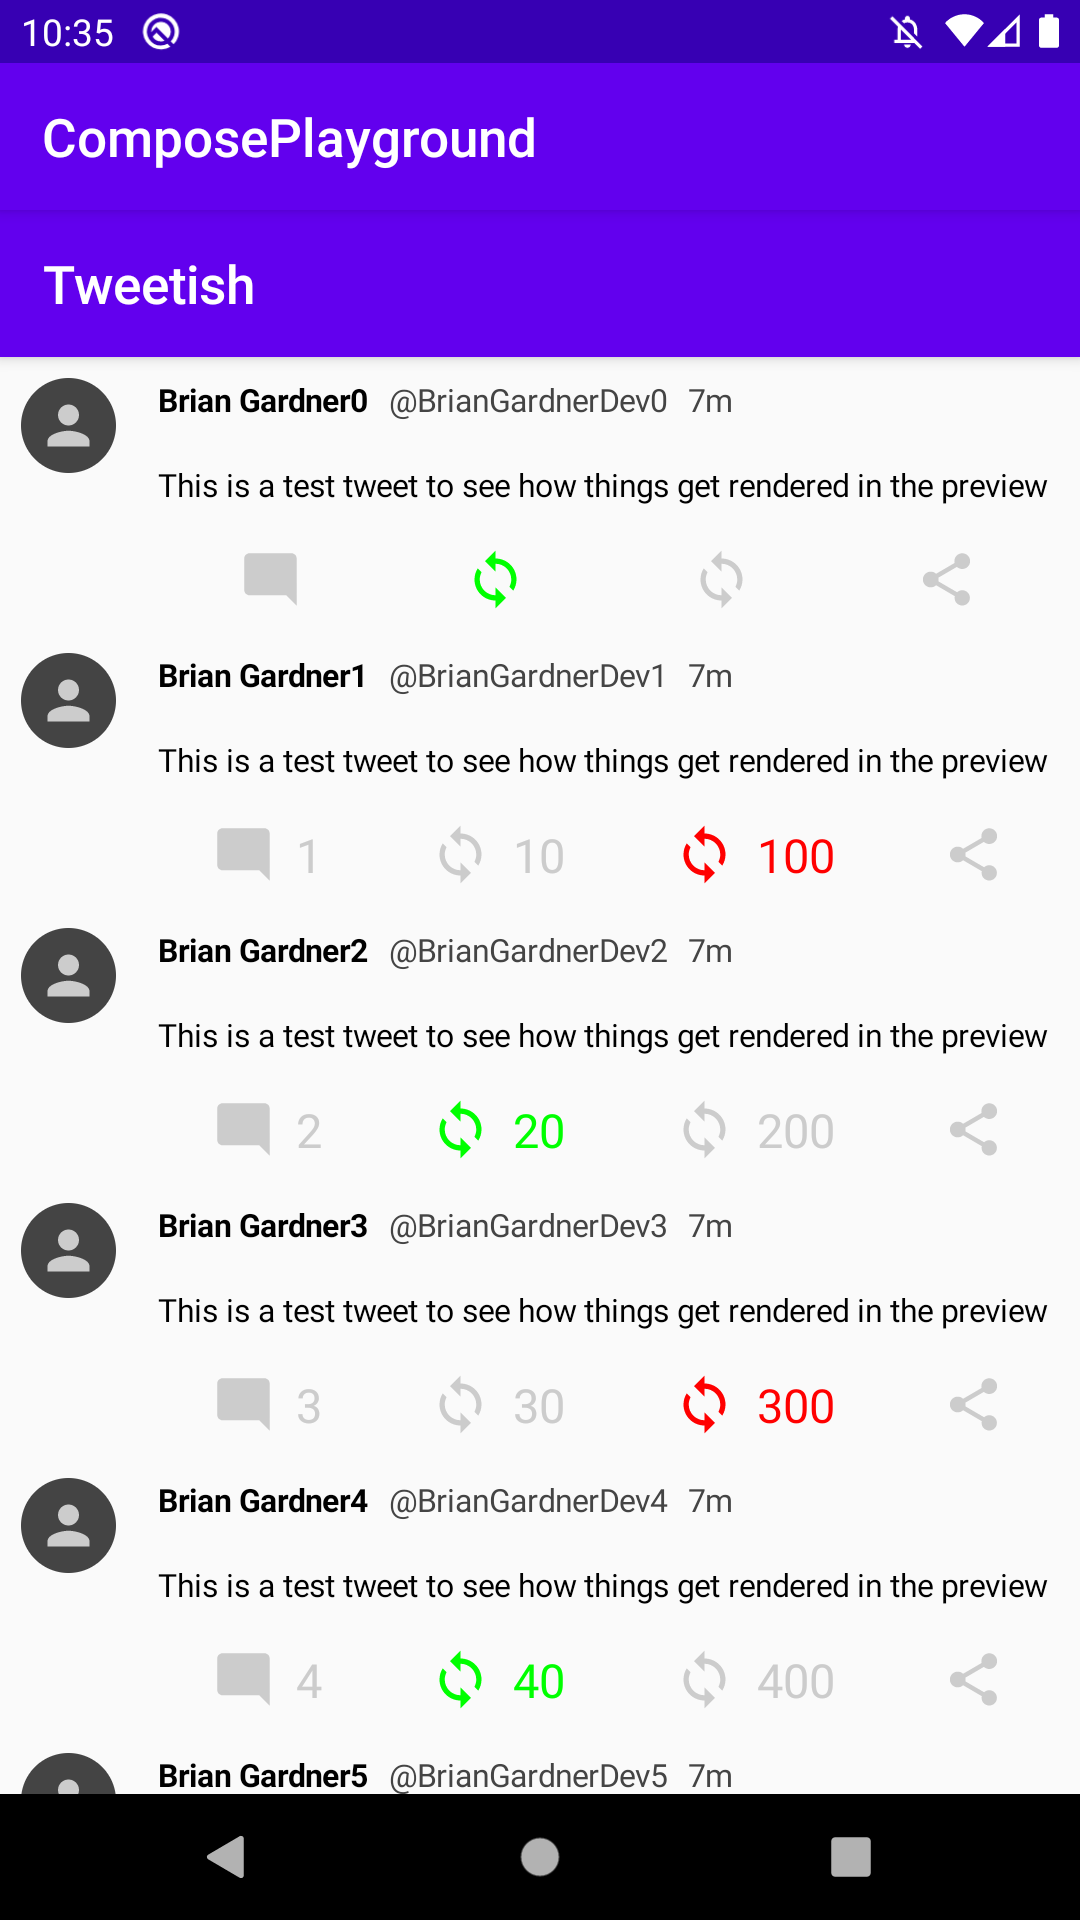 10:35
ComposePlayground
Tweetish
Brian Gardner0 @BrianGardnerDev0 7m
This is a test tweet to see how things get rendered in the preview
Brian Gardner1 @BrianGardnerDev1 7m
This is a test tweet to see how things get rendered in the preview
1 10 100
Brian Gardner2 @BrianGardnerDev2 7m
This is a test tweet to see how things get rendered in the preview
2 20 200
Brian Gardner3 @BrianGardnerDev3 7m
This is a test tweet to see how things get rendered in the preview
3 30 300
Brian Gardner4 @BrianGardnerDev4 7m
This is a test tweet to see how things get rendered in the preview
4 40 400
Brian Gardner5 @BrianGardnerDev5 7m